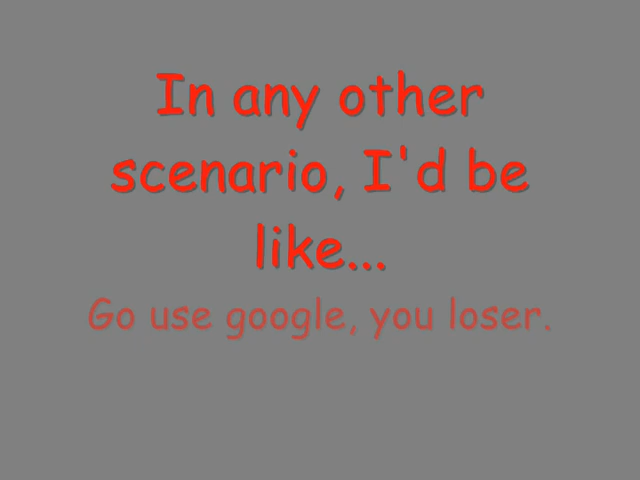 In any other
scenario, I'd be
like...
Go use google, you loser.